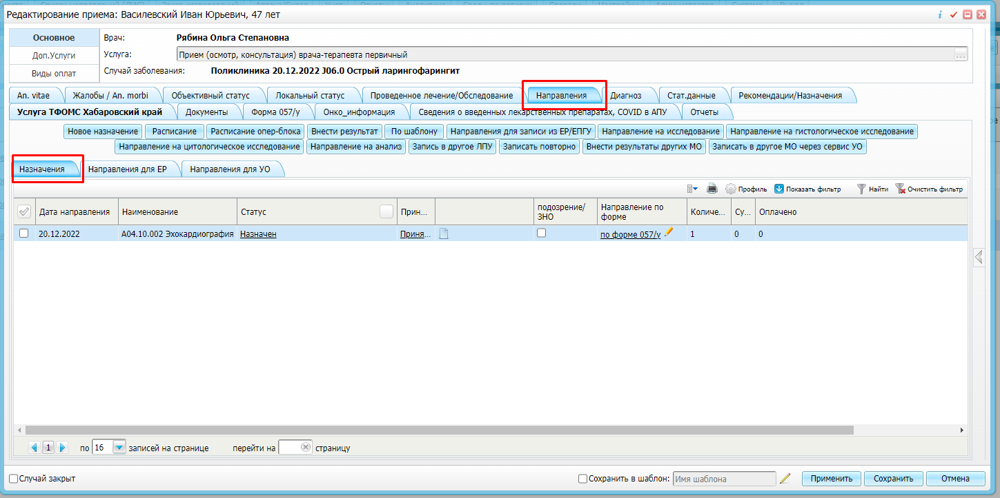 Редактирование приема: Василевский Иван Юрьевич, 47 лет
Основное
Врач: Рябина Ольга Степановна
Доп.Услуги
Услуга: Прием (осмотр, консультация) врача-терапевта первичный ...
Виды оплат
Случай заболевания: Поликлиника 20.12.2022 J06.0 Острый ларингофарингит
An. vitae Жалобы / An. morbi Объективный статус Локальный статус Проведенное лечение/Обследование Направления Диагноз Стат.данные Рекомендации/Назначения
Услуга ТФОМС Хабаровский край Документы Форма 057/у Онко_информация Сведения о введенных лекарственных препаратах, COVID в АПУ Отчеты
Новое назначение Расписание Расписание опер-блока Внести результат По шаблону Направления для записи из ЕР/ЕПГУ Направление на исследование Направление на гистологическое исследование
Направление на цитологическое исследование Направление на анализ Запись в другое ЛПУ Записать повторно Внести результаты других МО Записать в другое МО через сервис УО
Назначения Направления для ЕР Направления для УО
Профиль Показать фильтр Найти Очистить фильтр
Дата направления Наименование Статус Прин... подозрение/ЗНО Направление по форме Количе... Су... Оплачено
20.12.2022 A04.10.002 Эхокардиография Назначен Приня... по форме 057/у 1 0 0
1 по 16 записей на странице перейти на страницу
Случай закрыт Сохранить в шаблон: Имя шаблона Применить Сохранить Отмена